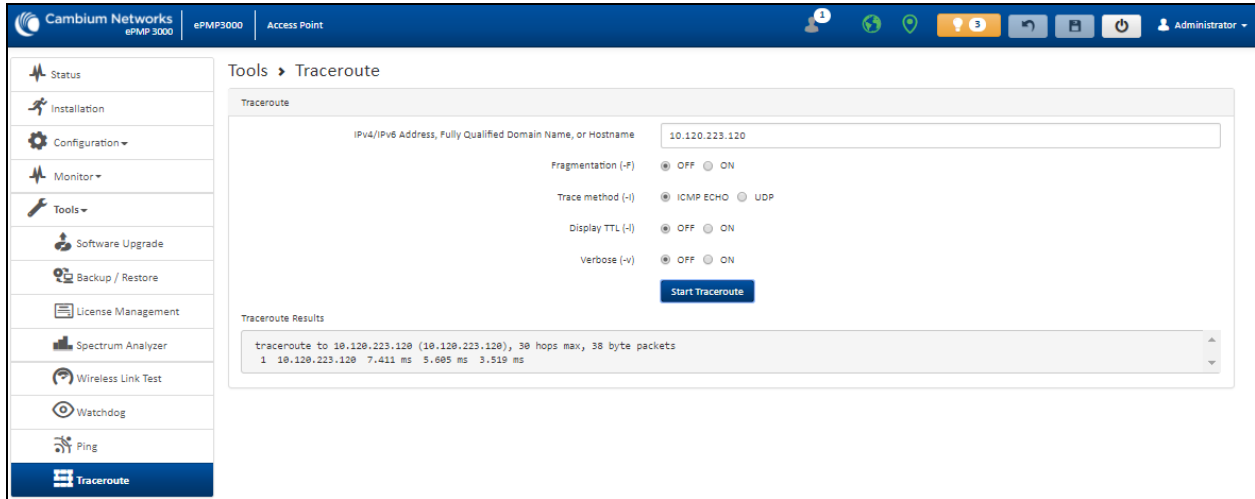 Cambium Networks
ePMP 3000
ePMP3000
Access Point
1
3
Administrator
Status
Installation
Configuration
Monitor
Tools
Software Upgrade
Backup / Restore
License Management
Spectrum Analyzer
Wireless Link Test
Watchdog
Ping
Traceroute
Tools > Traceroute
Traceroute
IPv4/IPv6 Address, Fully Qualified Domain Name, or Hostname
10.120.223.120
Fragmentation (-F) OFF ON
Trace method (-I) ICMP ECHO UDP
Display TTL (-l) OFF ON
Verbose (-v) OFF ON
Start Traceroute
Traceroute Results
traceroute to 10.120.223.120 (10.120.223.120), 30 hops max, 38 byte packets
1 10.120.223.120 7.411 ms 5.605 ms 3.519 ms